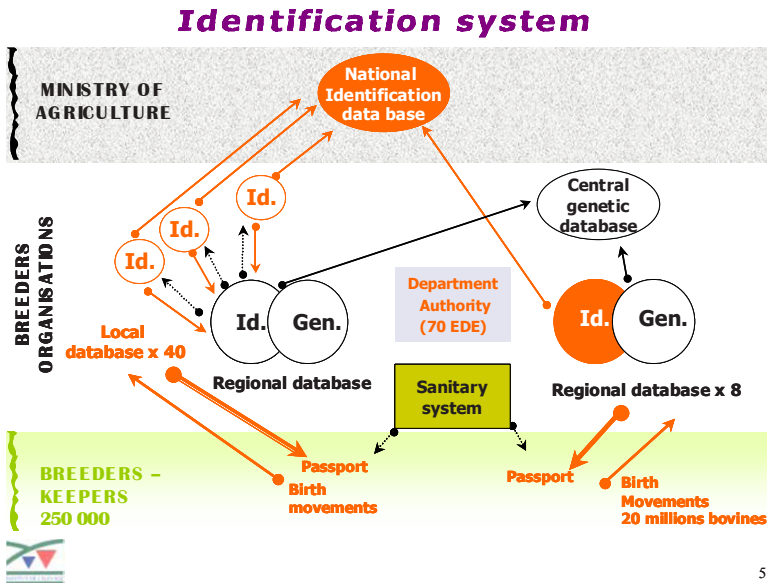 Identification system
MINISTRY OF
AGRICULTURE
National
Identification
data base
Central
genetic
database
Id.
Id.
Id.
BREEDERS
ORGANISATIONS
Department
Authority
(70 EDE)
Id.
Gen.
Id.
Gen.
Local
database x 40
Regional database
Sanitary
system
Regional database x 8
BREEDERS –
KEEPERS
250 000
Passport
Birth
movements
Passport
Birth
Movements
20 millions bovines
5